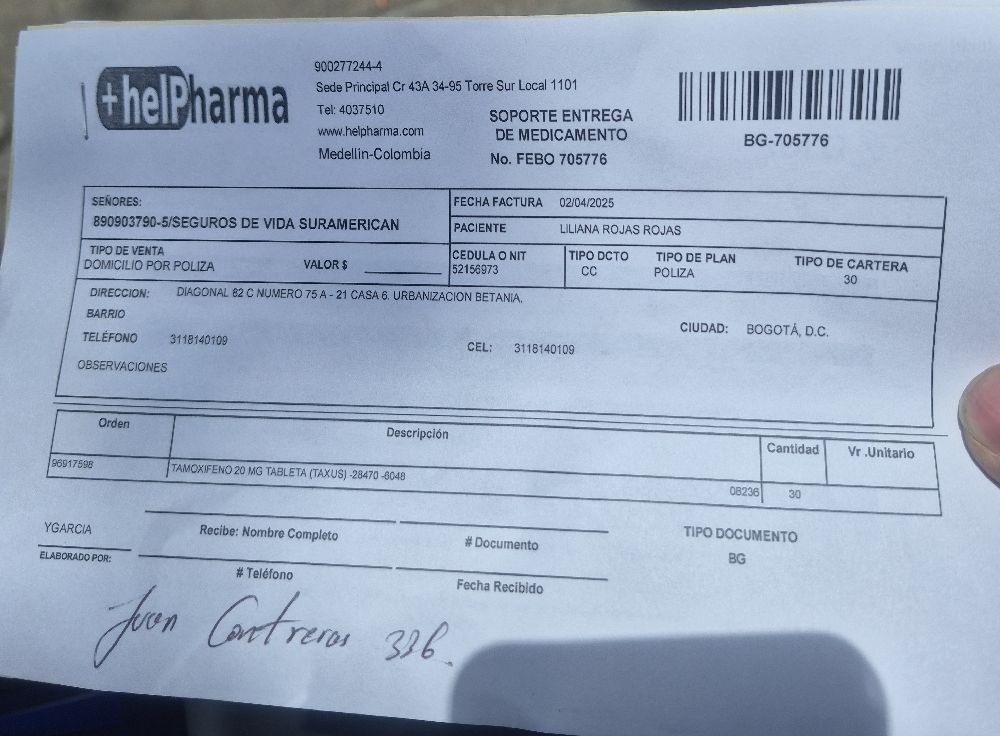 +helPharma
900277244-4
Sede Principal Cr 43A 34-95 Torre Sur Local 1101
Tel: 4037510
www.helpharma.com
Medellin-Colombia
SOPORTE ENTREGA
DE MEDICAMENTO
No. FEBO 705776
BG-705776
SEÑORES:
890903790-5/SEGUROS DE VIDA SURAMERICAN
FECHA FACTURA 02/04/2025
PACIENTE LILIANA ROJAS ROJAS
TIPO DE VENTA
DOMICILIO POR POLIZA VALOR $
CEDULA O NIT
52156973
TIPO DCTO
CC
TIPO DE PLAN
POLIZA
TIPO DE CARTERA
30
DIRECCION: DIAGONAL 82 C NUMERO 75 A - 21 CASA 6. URBANIZACION BETANIA.
BARRIO
CIUDAD: BOGOTÁ, D.C.
TELÉFONO 3118140109
CEL: 3118140109
OBSERVACIONES
Orden Descripción Cantidad Vr .Unitario
96917598 TAMOXIFENO 20 MG TABLETA (TAXUS) -28470 -6048 08236 30
YGARCIA
ELABORADO POR:
Recibe: Nombre Completo
# Documento
TIPO DOCUMENTO
BG
# Teléfono
Fecha Recibido
Juan Contreras 336.